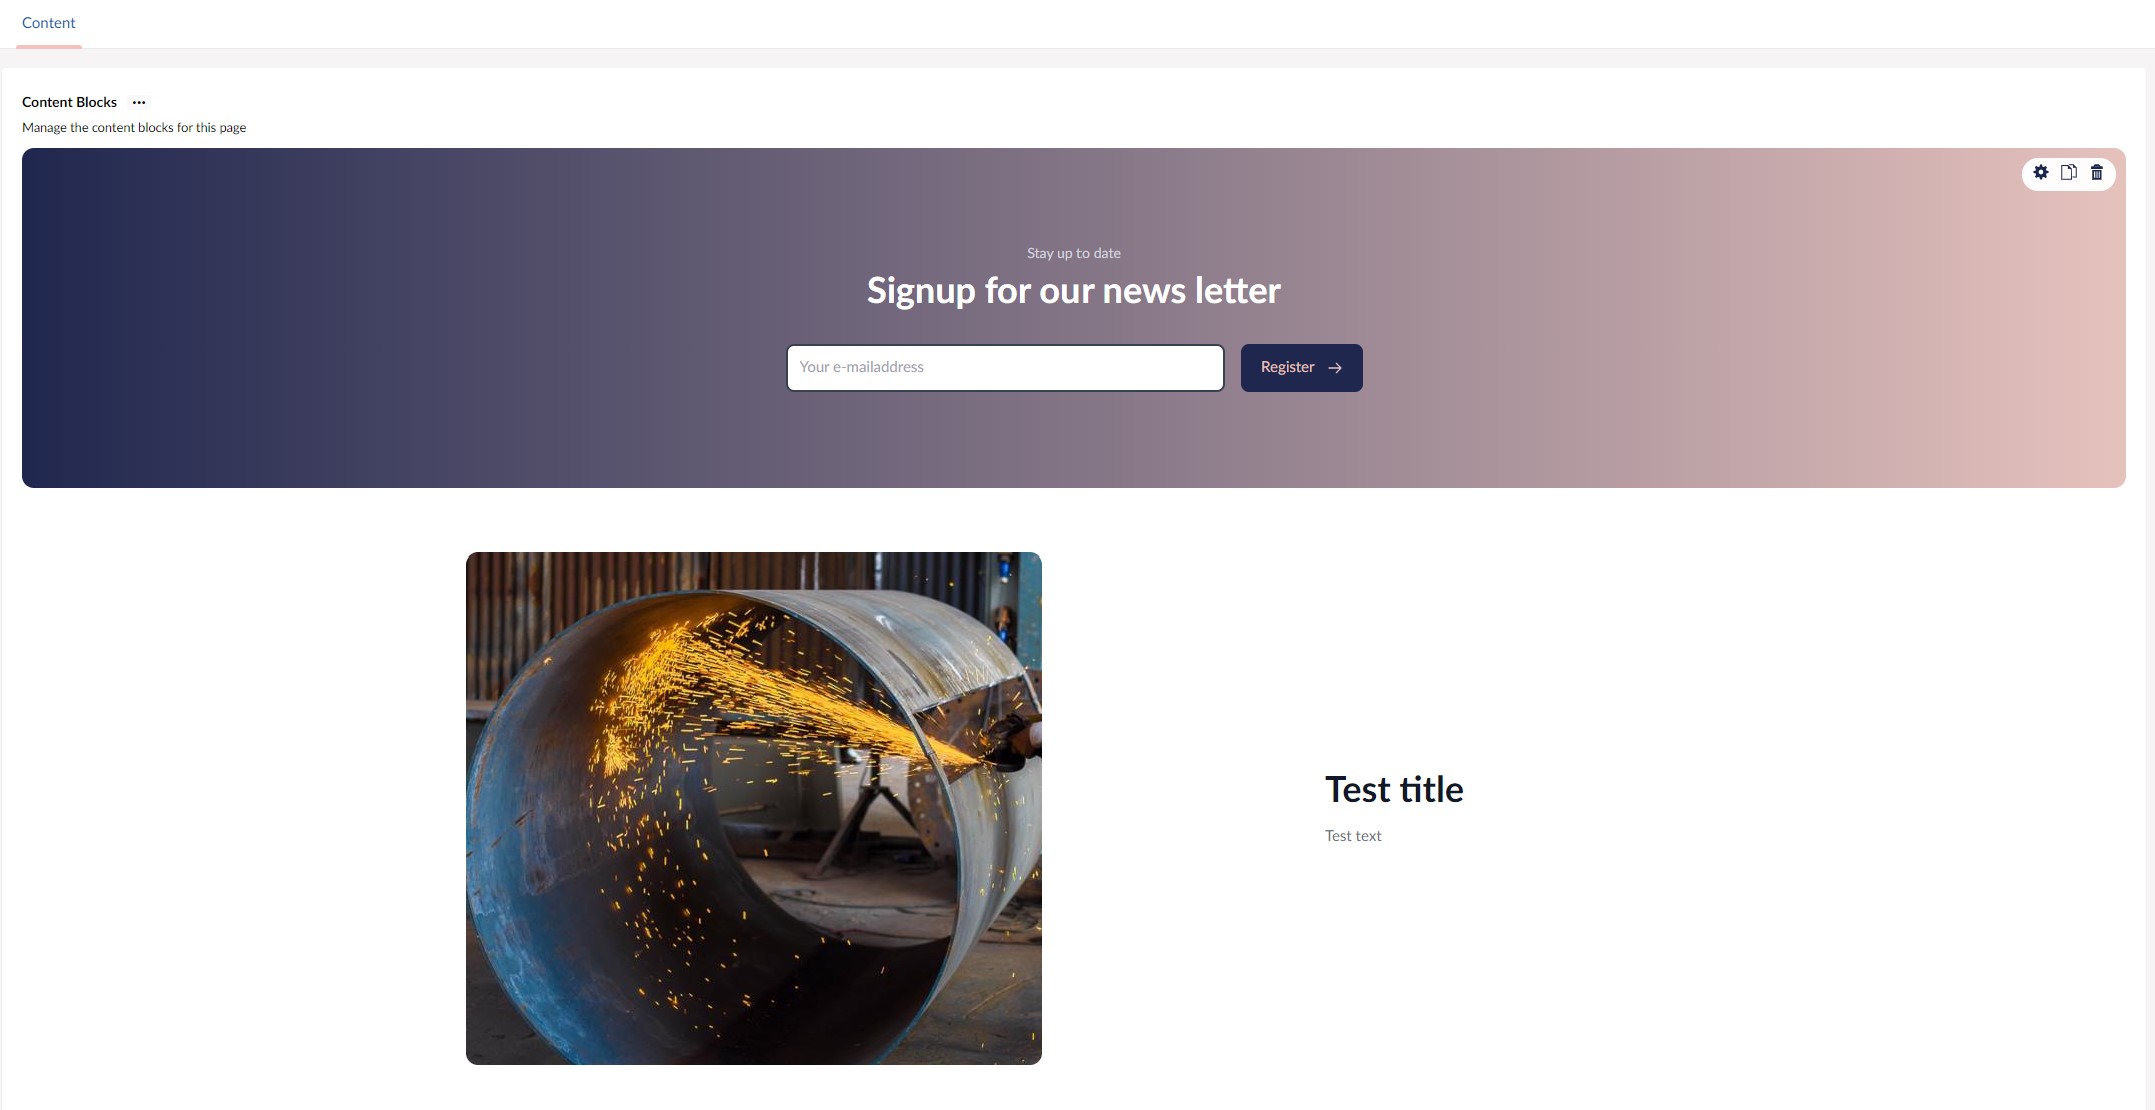 Content
Content Blocks •••
Manage the content blocks for this page
Stay up to date
Signup for our news letter
Your e-mailaddress
Register →
Test title
Test text